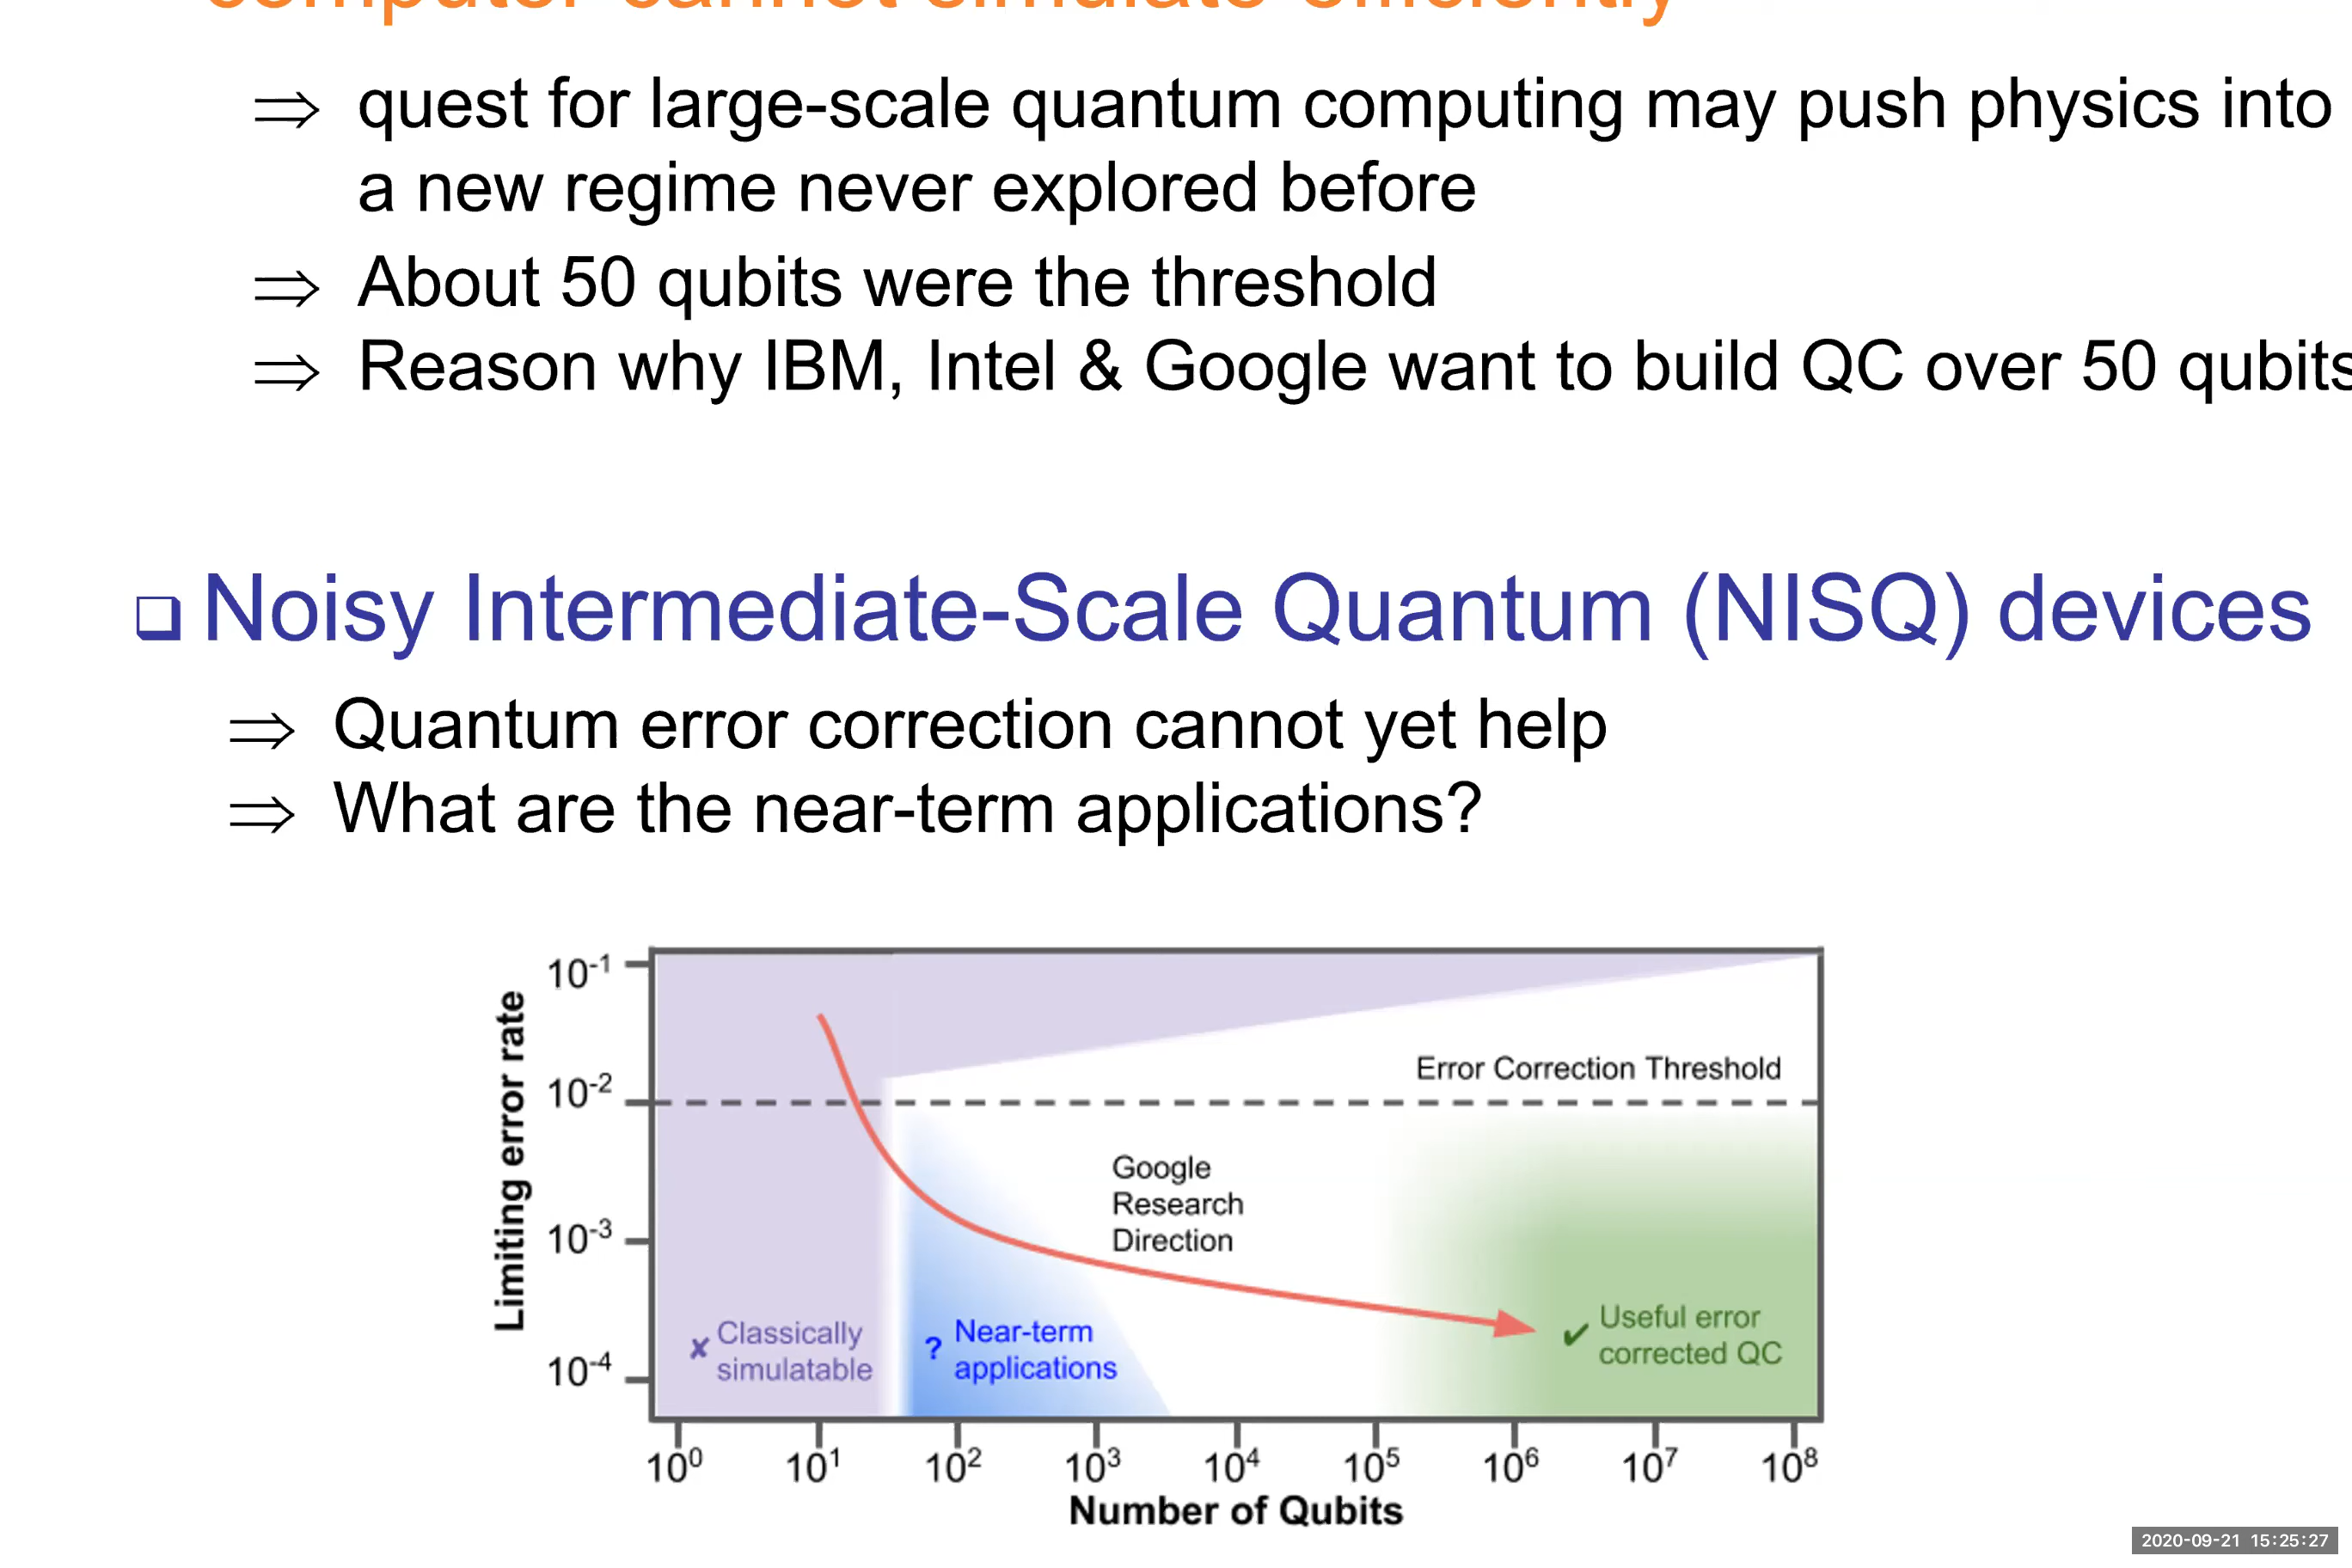 computer cannot simulate efficiently
⇒ quest for large-scale quantum computing may push physics into
a new regime never explored before
⇒ About 50 qubits were the threshold
⇒ Reason why IBM, Intel & Google want to build QC over 50 qubits
❑ Noisy Intermediate-Scale Quantum (NISQ) devices
⇒ Quantum error correction cannot yet help
⇒ What are the near-term applications?
Limiting error rate
10⁻¹
10⁻²
10⁻³
10⁻⁴
Error Correction Threshold
Google
Research
Direction
✘ Classically
simulatable
? Near-term
applications
✔ Useful error
corrected QC
10⁰ 10¹ 10² 10³ 10⁴ 10⁵ 10⁶ 10⁷ 10⁸
Number of Qubits
2020-09-21 15:25:27